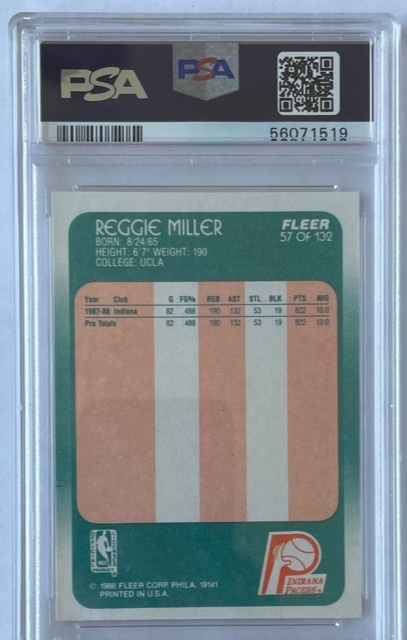 PSA PSA
56071519
REGGIE MILLER FLEER
BORN: 8/24/65 57 OF 132
HEIGHT: 6'7" WEIGHT: 190
COLLEGE: UCLA
Year Club G FG% REB AST STL BLK PTS AVG
1987-88 Indiana 82 .488 190 132 53 19 822 10.0
Pro Totals 82 .488 190 132 53 19 822 10.0
NBA
INDIANA
PACERS
© 1988 FLEER CORP. PHILA. 19141
PRINTED IN U.S.A.